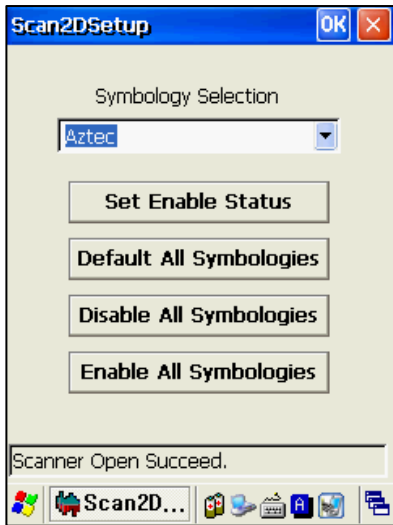 Scan2DSetup OK
Symbology Selection
Aztec
Set Enable Status
Default All Symbologies
Disable All Symbologies
Enable All Symbologies
Scanner Open Succeed.
Scan2D... A